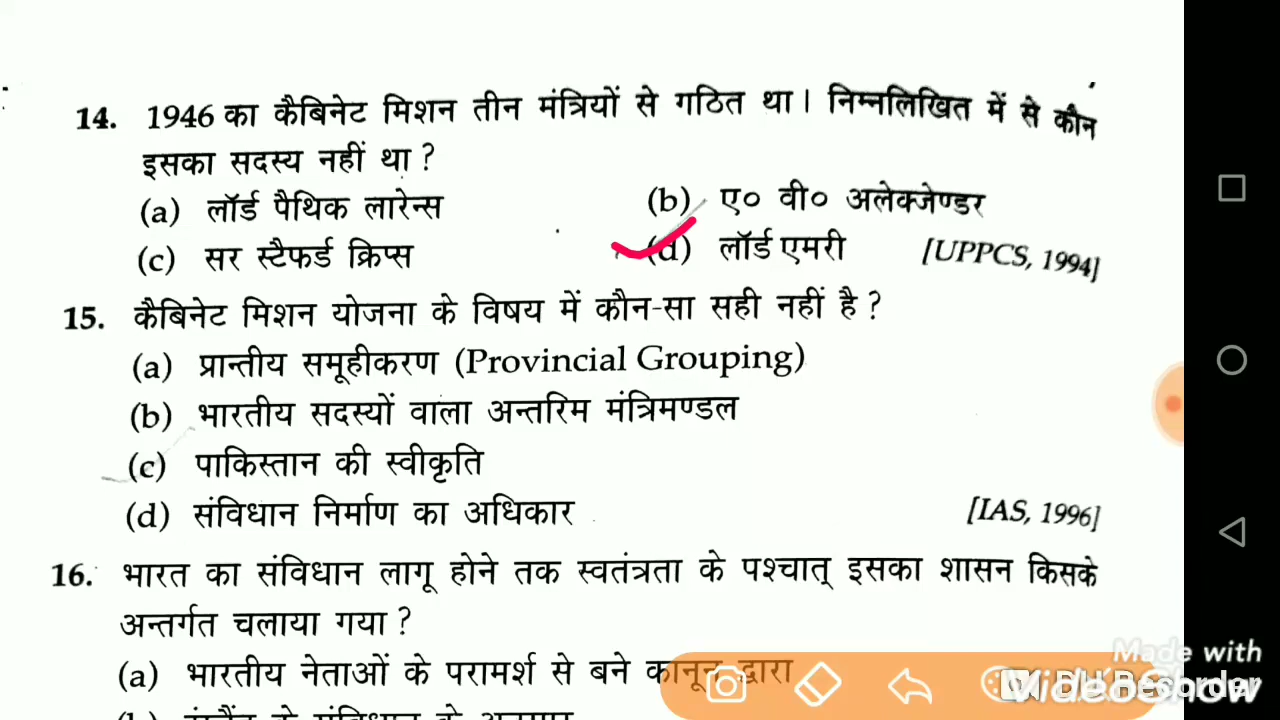 14. 1946 का कैबिनेट मिशन तीन मंत्रियों से गठित था। निम्नलिखित में से कौन
इसका सदस्य नहीं था ?
(a) लॉर्ड पैथिक लारेन्स (b) ए० वी० अलेक्जेण्डर
(c) सर स्टैफर्ड क्रिप्स (d) लॉर्ड एमरी [UPPCS, 1994]
15. कैबिनेट मिशन योजना के विषय में कौन-सा सही नहीं है ?
(a) प्रान्तीय समूहीकरण (Provincial Grouping)
(b) भारतीय सदस्यों वाला अन्तरिम मंत्रिमण्डल
(c) पाकिस्तान की स्वीकृति
(d) संविधान निर्माण का अधिकार [IAS, 1996]
16. भारत का संविधान लागू होने तक स्वतंत्रता के पश्चात् इसका शासन किसके
अन्तर्गत चलाया गया ?
(a) भारतीय नेताओं के परामर्श से बने कानून द्वारा
Made with